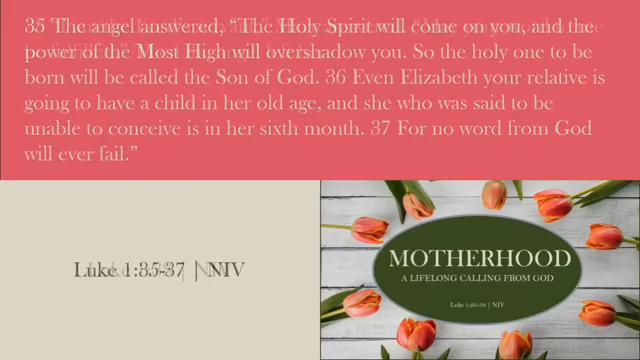 35 The angel answered, “The Holy Spirit will come on you, and the
power of the Most High will overshadow you. So the holy one to be
born will be called the Son of God. 36 Even Elizabeth your relative is
going to have a child in her old age, and she who was said to be
unable to conceive is in her sixth month. 37 For no word from God
will ever fail.”
Luke 1:35-37 | NIV
MOTHERHOOD
A LIFELONG CALLING FROM GOD
Luke 1:26-38 | NIV